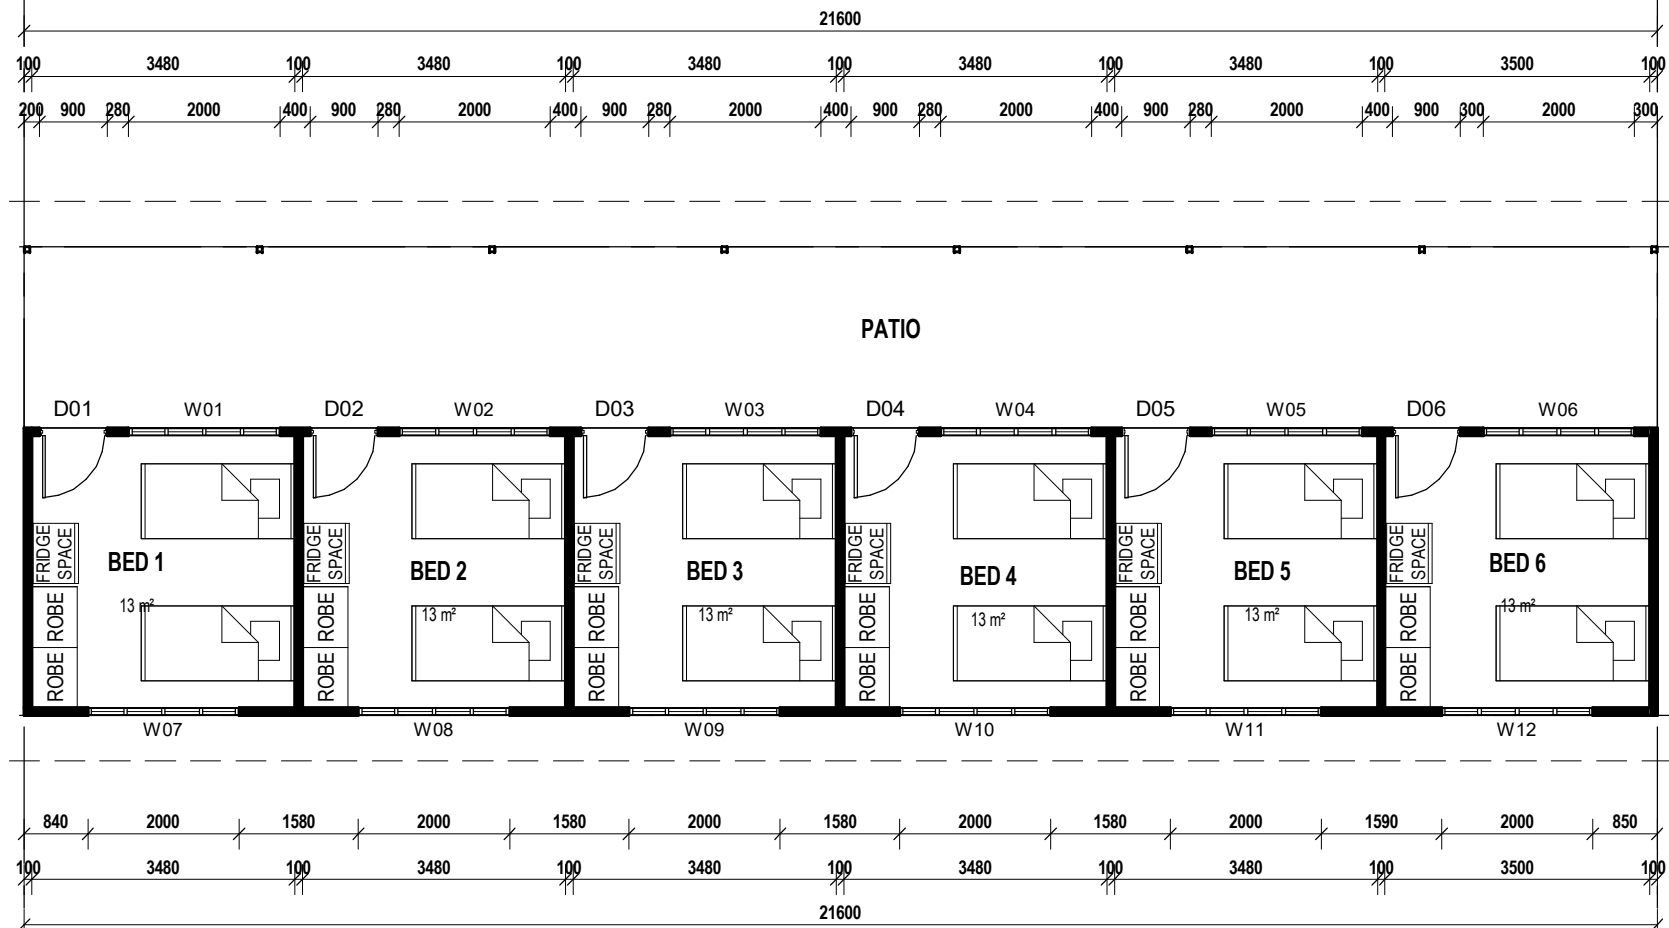 21600
100 3480 100 3480 100 3480 100 3480 100 3480 100 3500 100
200 900 280 2000 400 900 280 2000 400 900 280 2000 400 900 280 2000 400 900 280 2000 400 900 300 2000 300
PATIO
D01 W01 D02 W02 D03 W03 D04 W04 D05 W05 D06 W06
FRIDGE SPACE
FRIDGE SPACE
FRIDGE SPACE
FRIDGE SPACE
FRIDGE SPACE
FRIDGE SPACE
BED 1 BED 2 BED 3 BED 4 BED 5 BED 6
13 m² 13 m² 13 m² 13 m² 13 m² 13 m²
ROBE ROBE ROBE ROBE ROBE ROBE
ROBE ROBE ROBE ROBE ROBE ROBE
W07 W08 W09 W10 W11 W12
840 2000 1580 2000 1580 2000 1580 2000 1580 2000 1590 2000 850
100 3480 100 3480 100 3480 100 3480 100 3480 100 3500 100
21600